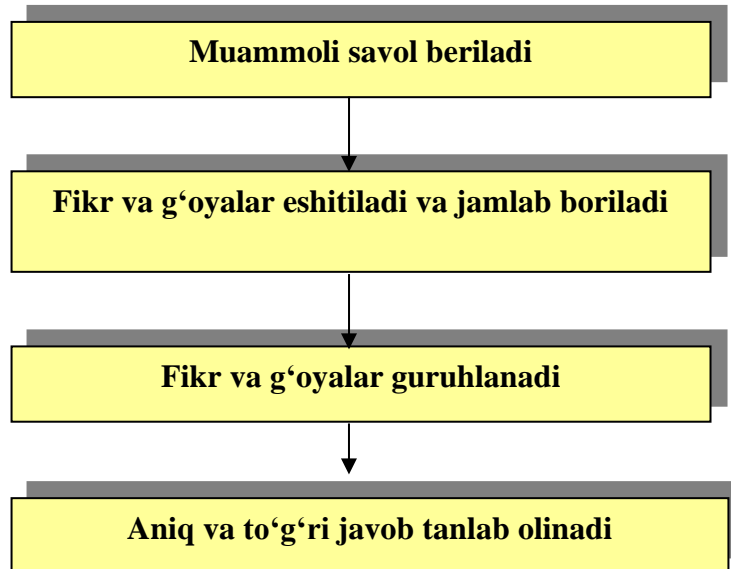 Muammoli savol beriladi
Fikr va g‘oyalar eshitiladi va jamlab boriladi
Fikr va g‘oyalar guruhlanadi
Aniq va to‘g‘ri javob tanlab olinadi